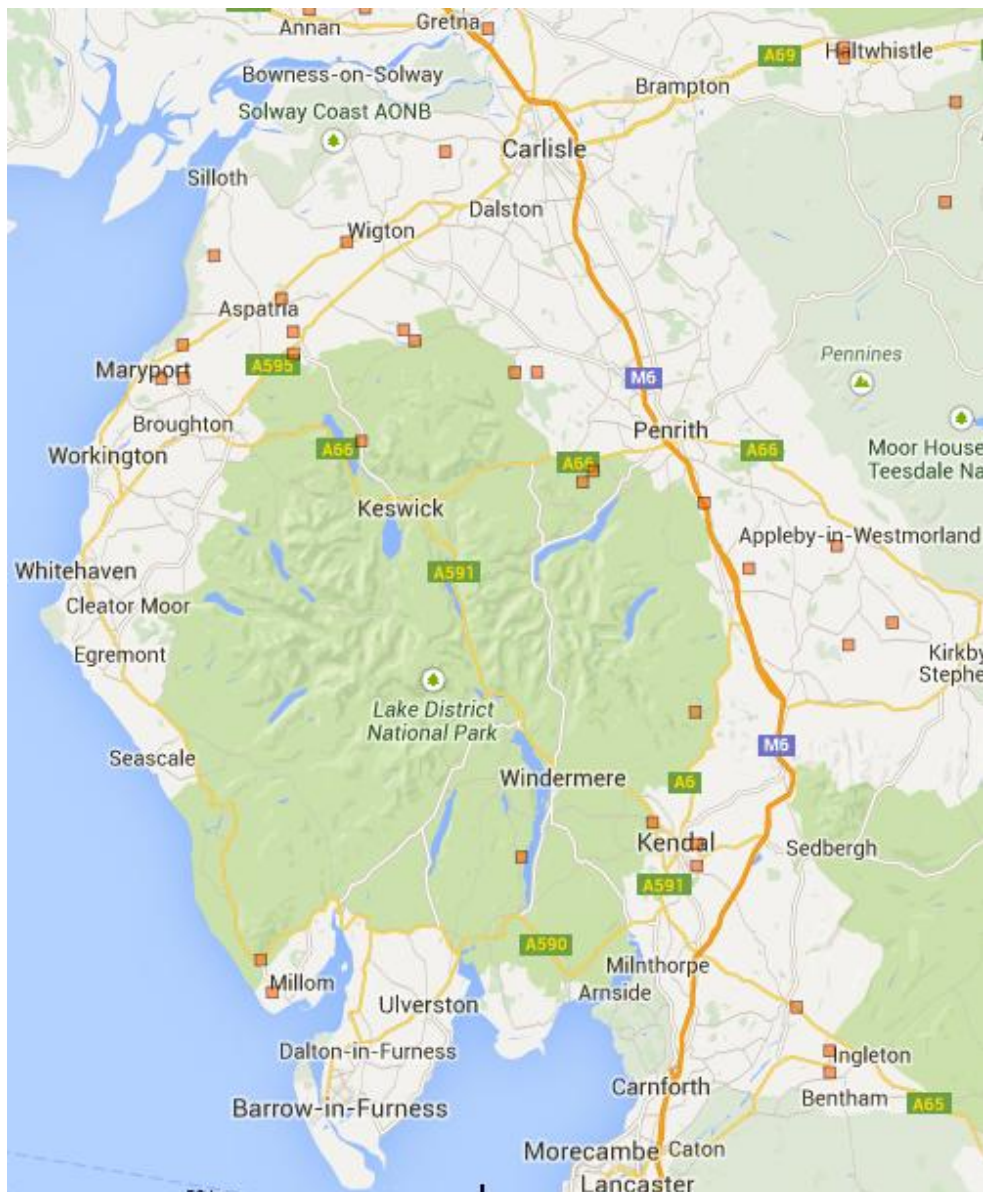 Annan
Gretna
Bowness-on-Solway
A69
Haltwhistle
Brampton
Solway Coast AONB
Carlisle
Silloth
Dalston
Wigton
Aspatria
Maryport
A595
M6
Pennines
Broughton
Penrith
Workington
A66
A66
A66
Moor House
Teesdale Na
Keswick
Appleby-in-Westmorland
Whitehaven
A591
Cleator Moor
Egremont
Kirkby
Stephe
Lake District
National Park
Seascale
M6
Windermere
A6
Kendal
Sedbergh
A591
A590
Milnthorpe
Millom
Arnside
Ulverston
Dalton-in-Furness
Ingleton
Carnforth
Bentham
A65
Barrow-in-Furness
Morecambe
Caton
Lancaster